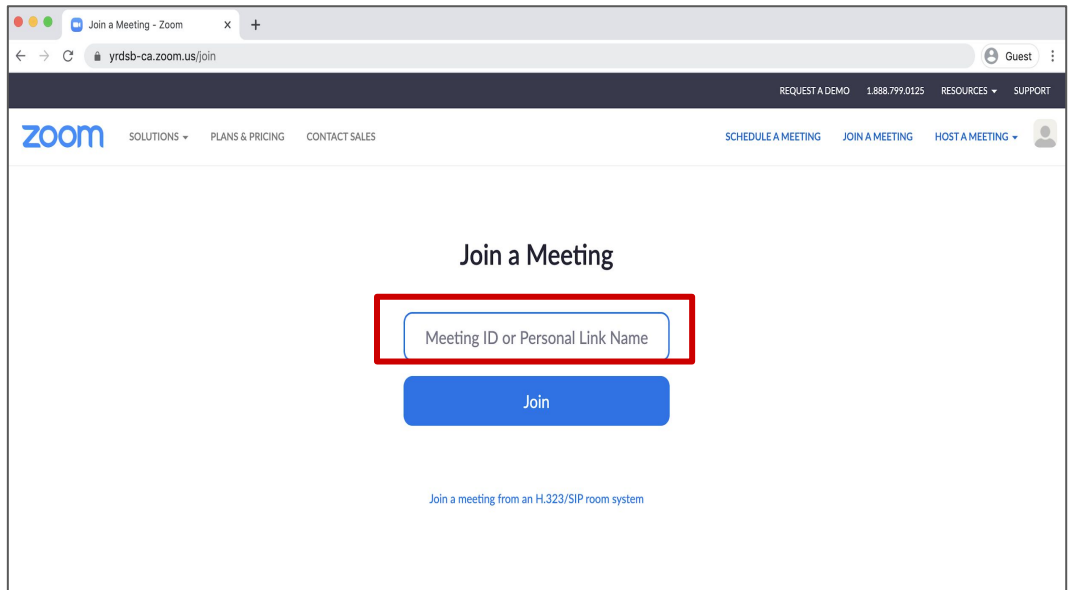 Join a Meeting - Zoom
yrdsb-ca.zoom.us/join
Guest
REQUEST A DEMO 1.888.799.0125 RESOURCES SUPPORT
zoom SOLUTIONS PLANS & PRICING CONTACT SALES SCHEDULE A MEETING JOIN A MEETING HOST A MEETING
Join a Meeting
Meeting ID or Personal Link Name
Join
Join a meeting from an H.323/SIP room system